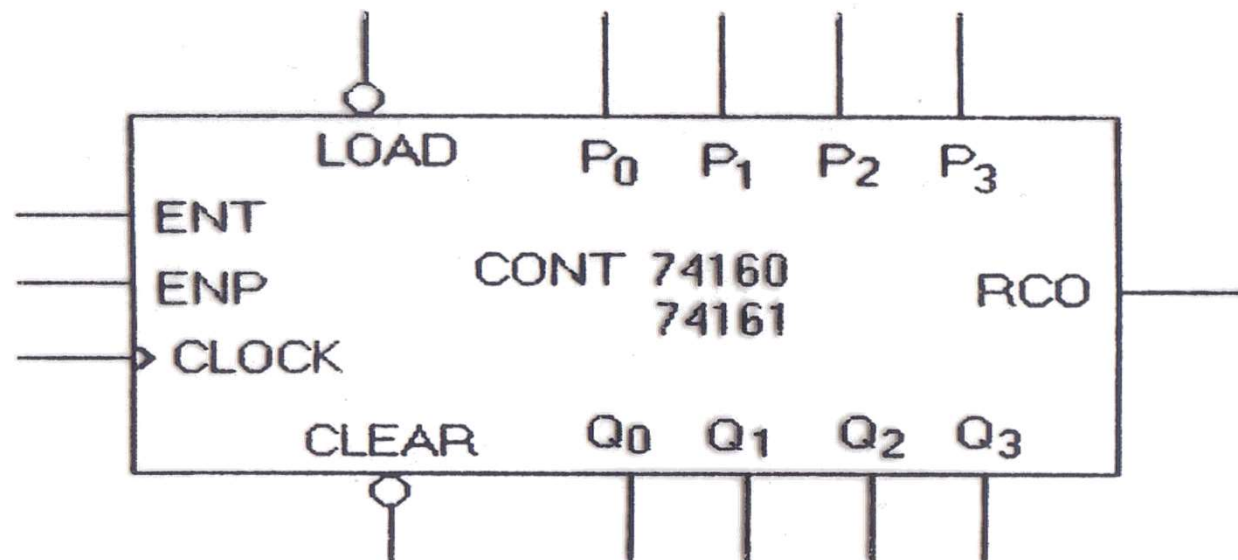 LOAD P0 P1 P2 P3
ENT
ENP
CONT 74160
74161
RCO
CLOCK
CLEAR Q0 Q1 Q2 Q3